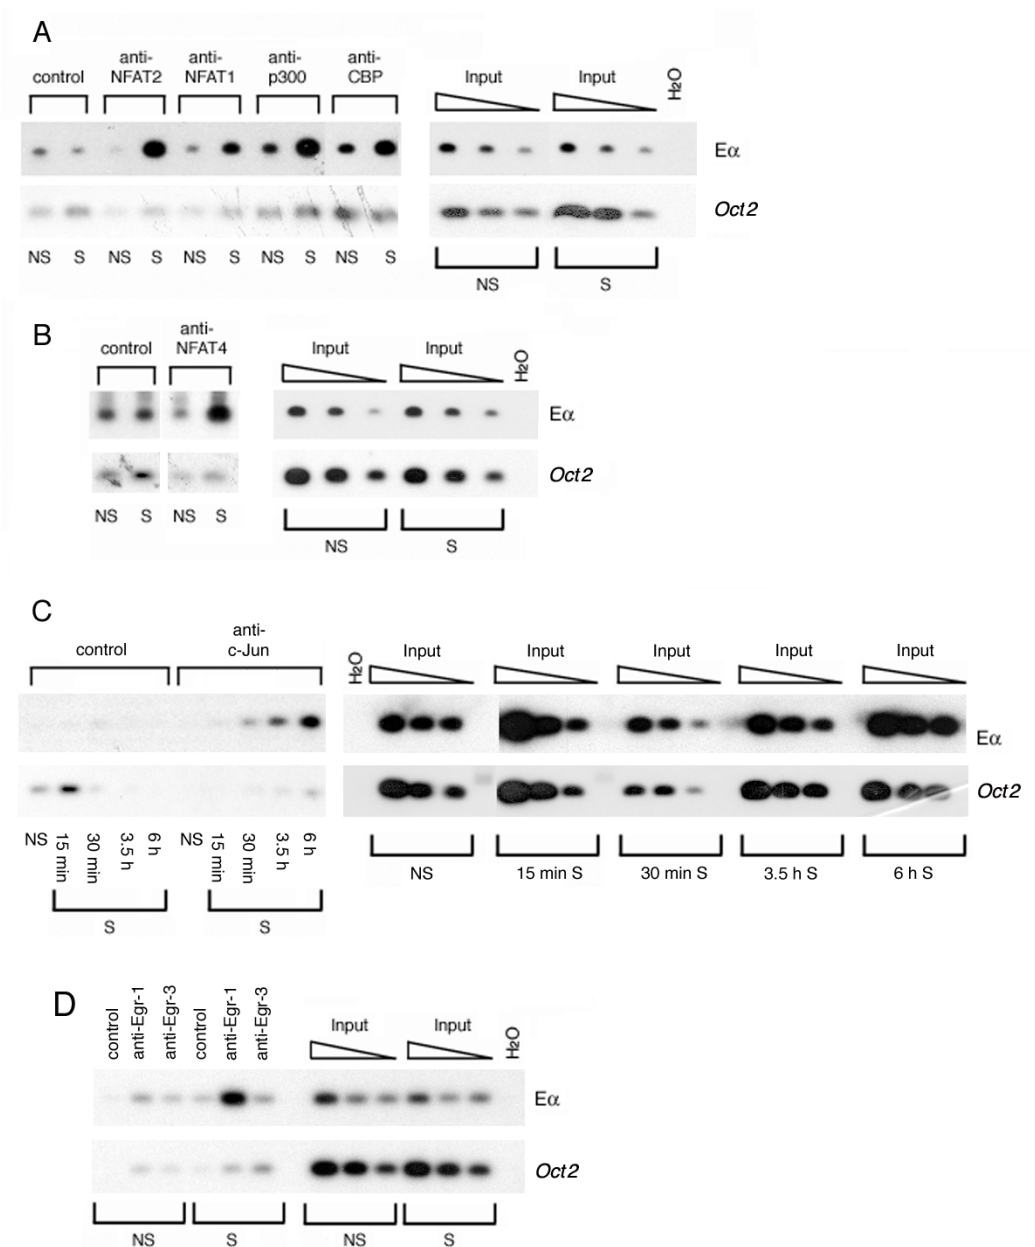 A
control anti-NFAT2 anti-NFAT1 anti-p300 anti-CBP Input Input H2O
Eα
Oct2
NS S NS S NS S NS S NS S
NS S
B
control anti-NFAT4 Input Input H2O
Eα
Oct2
NS S NS S
NS S
C
control anti-c-Jun H2O Input Input Input Input Input
Eα
Oct2
NS 15 min 30 min 3.5 h 6 h NS 15 min 30 min 3.5 h 6 h
NS 15 min S 30 min S 3.5 h S 6 h S
S S
D
control anti-Egr-1 anti-Egr-3 control anti-Egr-1 anti-Egr-3 Input Input H2O
Eα
Oct2
NS S NS S